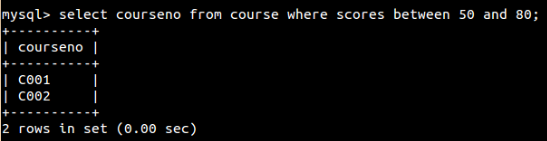 mysql> select courseno from course where scores between 50 and 80;
+----------+
| courseno |
+----------+
| C001     |
| C002     |
+----------+
2 rows in set (0.00 sec)